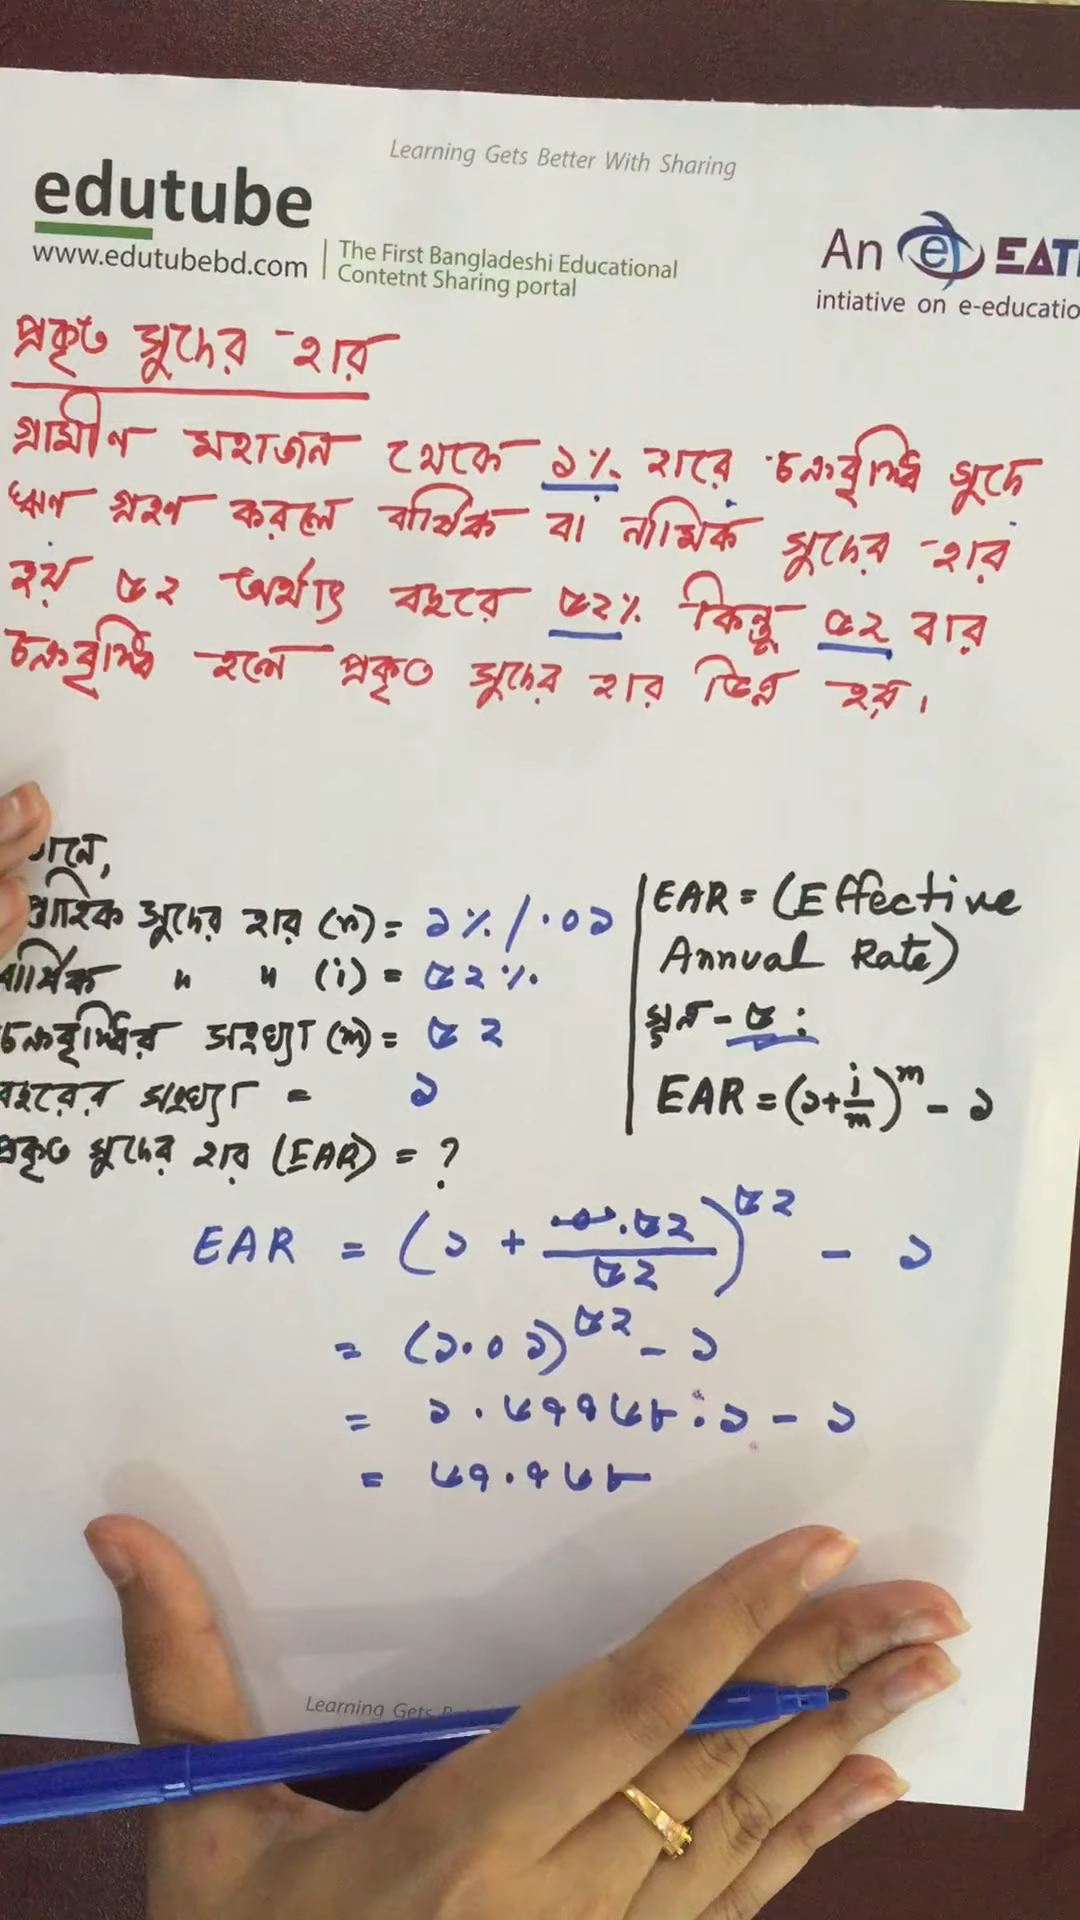 Learning Gets Better With Sharing
edutube
www.edutubebd.com
The First Bangladeshi Educational
Contetnt Sharing portal
An e EAT
intiative on e-educatio
প্রকৃত সুদের হার
গ্রামীণ মহাজন থেকে ১% হারে চক্রবৃদ্ধি সুদে
ঋণ গ্রহণ করলে বার্ষিক বা নামিক সুদের হার
হয় ৫২ অর্থাৎ বছরে ৫২% কিন্তু ৫২ বার
চক্রবৃদ্ধি হলে প্রকৃত সুদের হার ভিন্ন হয়।
সুদের হার (n) = ১% / .০১
বার্ষিক " " (i) = ৫২%
চক্রবৃদ্ধির সংখ্যা (m) = ৫২
বছরের সংখ্যা = ১
প্রকৃত সুদের হার (EAR) = ?
EAR = (Effective
Annual Rate)
সূত্র - ৫ :
EAR = (১+i/m)^m - ১
EAR = (১ + .৫২/৫২)^৫২ - ১
= (১.০১)^৫২ - ১
= ১.৬৭৭৬৮:১ - ১
= ৬৭.৭৬৮
Learning Gets